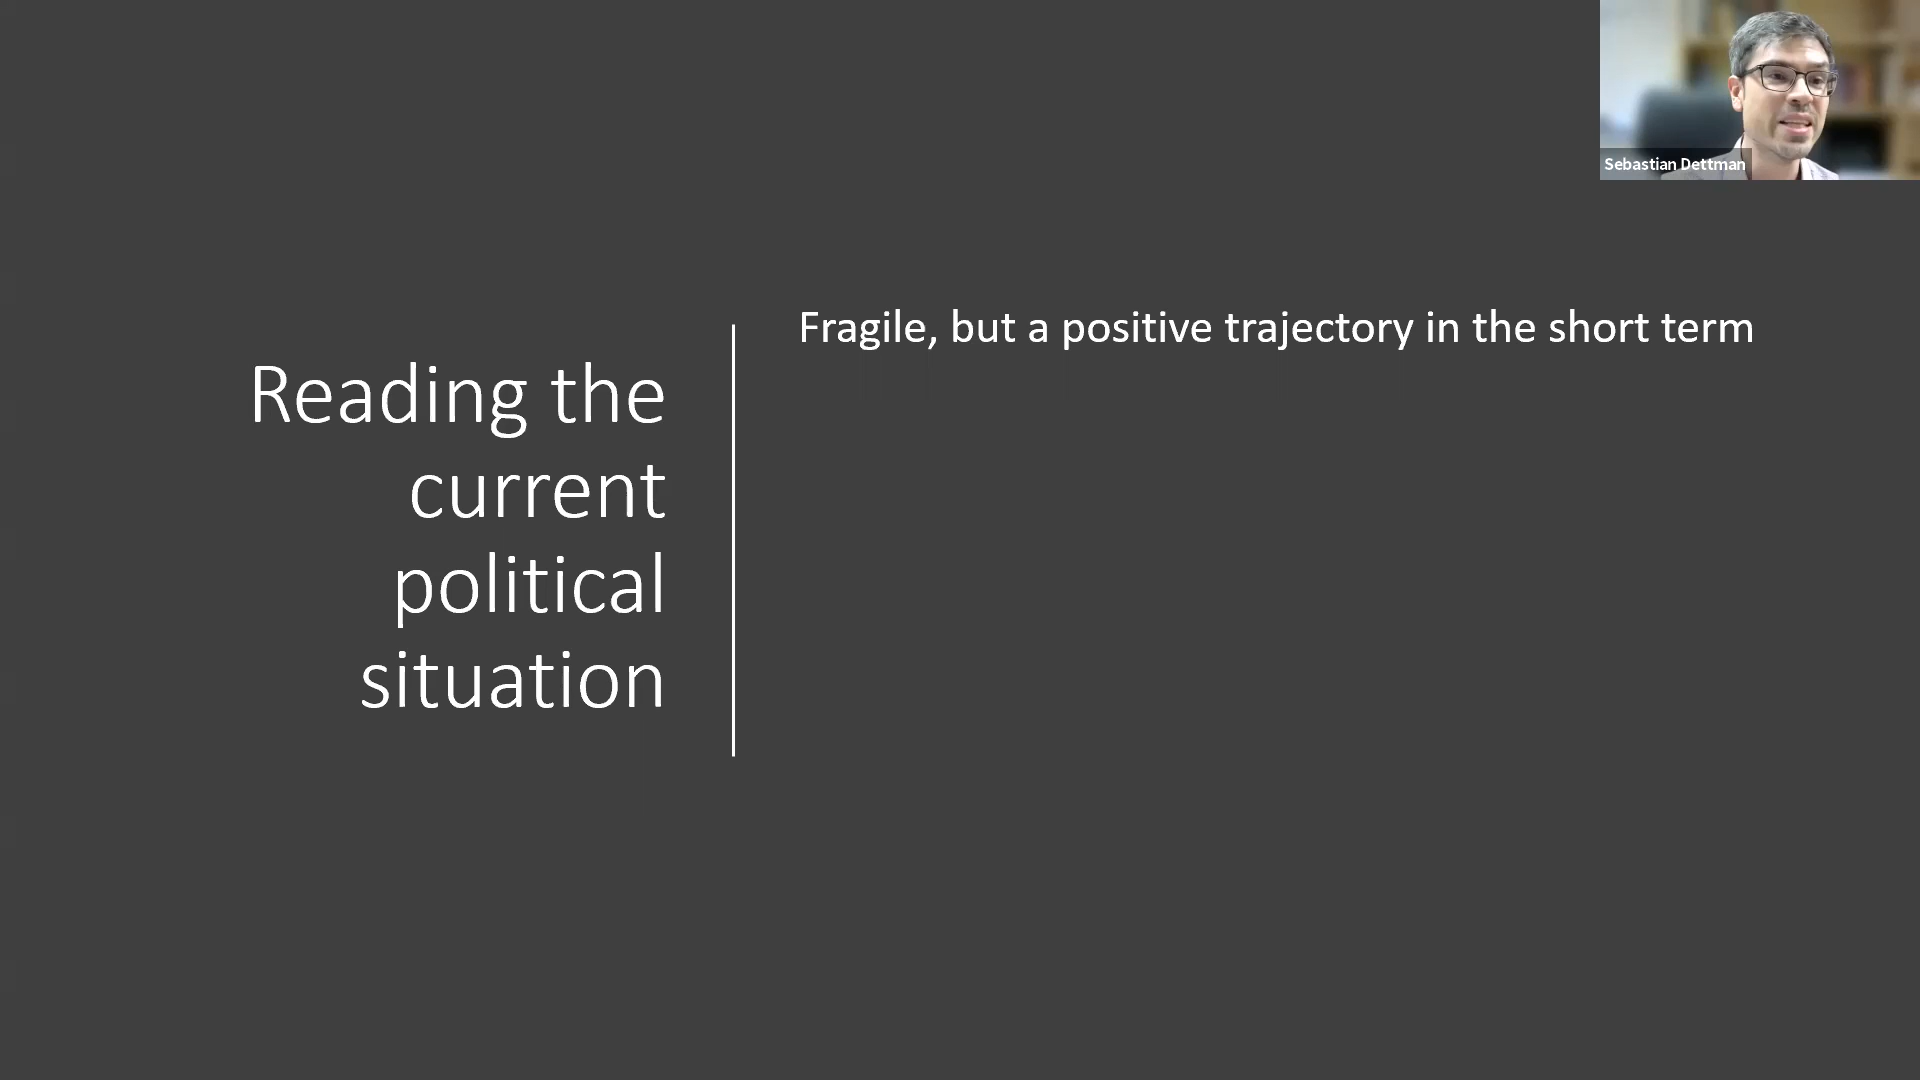 Sebastian Dettman
Fragile, but a positive trajectory in the short term
Reading the
current
political
situation